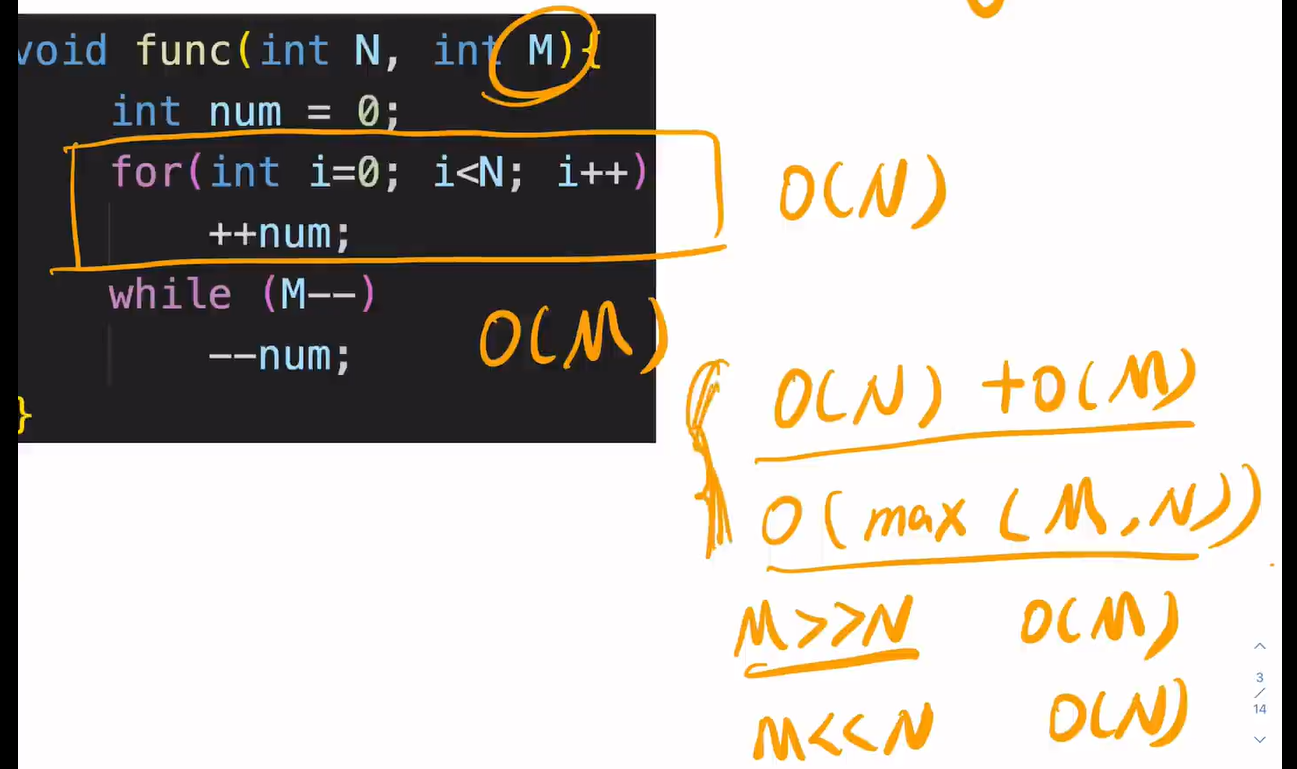 void func(int N, int M){
int num = 0;
for(int i=0; i<N; i++)
++num;
O(N)
while (M--)
--num;
O(M)
}
O(N) +O(M)
O(max(M,N))
M>>N O(M)
M<<N O(N)
3
/
14